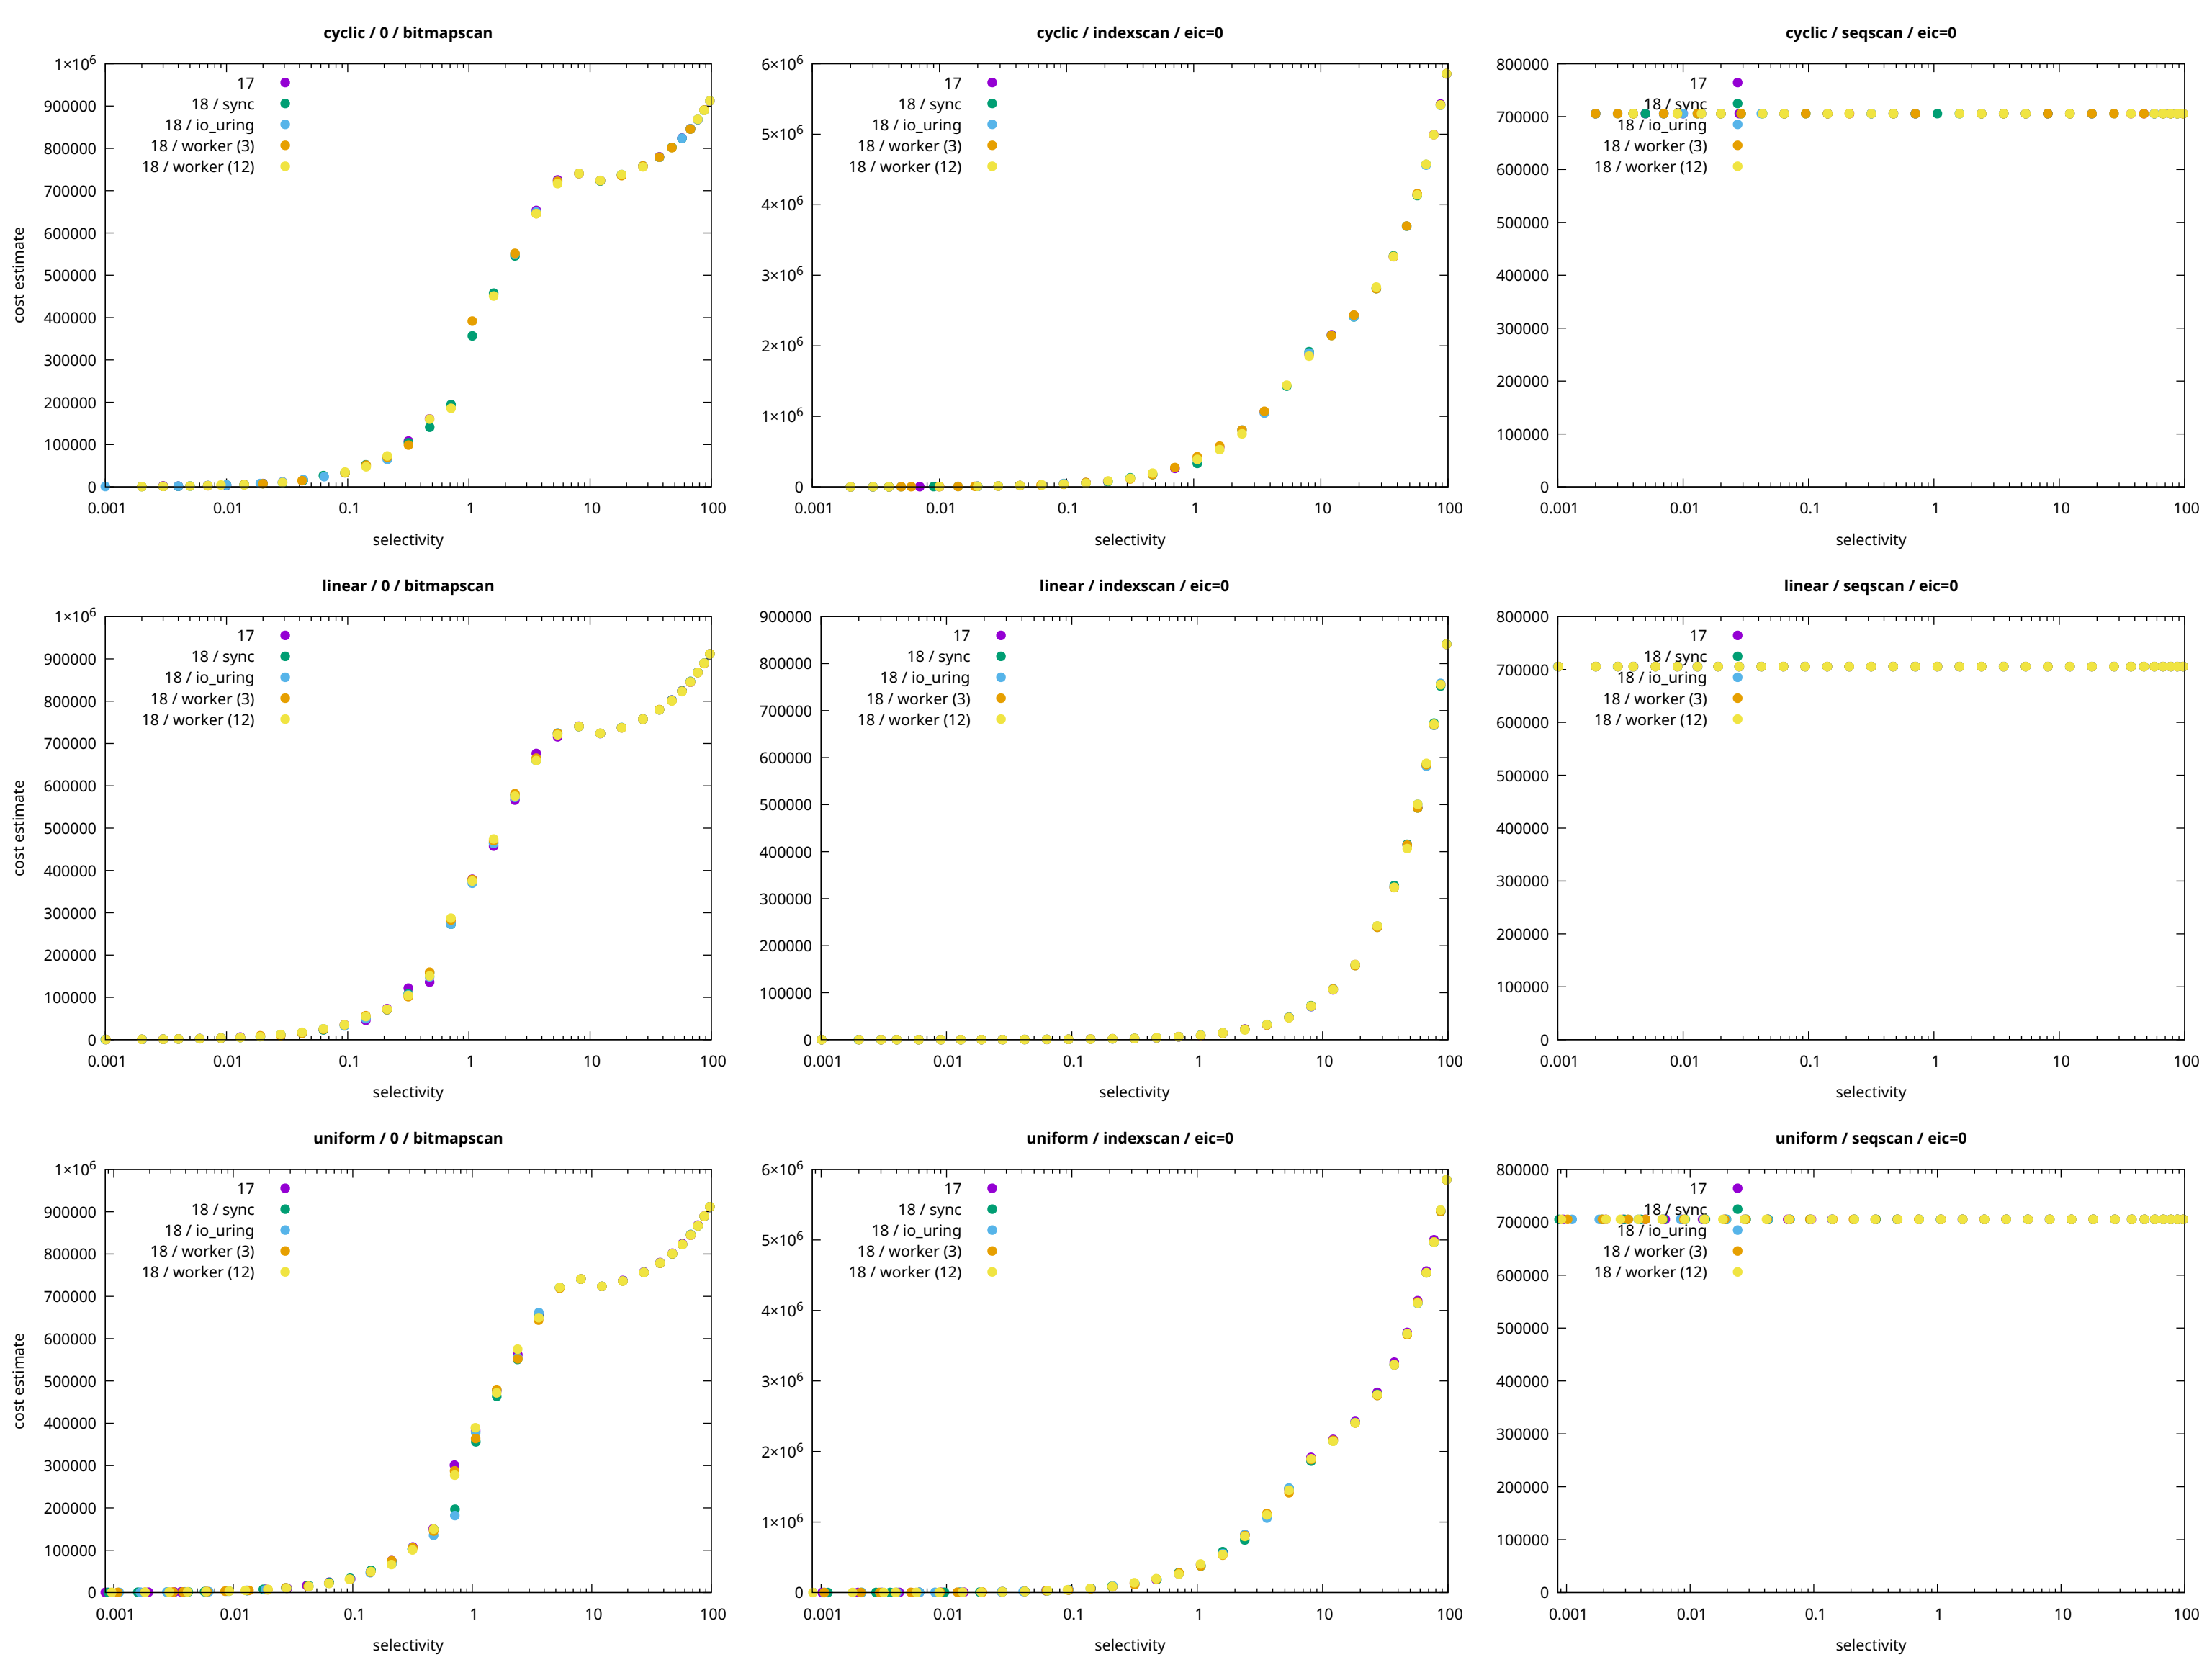 cyclic / 0 / bitmapscan
1×10⁶
900000
800000
700000
600000
500000
400000
300000
200000
100000
0
cost estimate
17
18 / sync
18 / io_uring
18 / worker (3)
18 / worker (12)
0.001 0.01 0.1 1 10 100
selectivity
cyclic / indexscan / eic=0
6×10⁶
5×10⁶
4×10⁶
3×10⁶
2×10⁶
1×10⁶
0
17
18 / sync
18 / io_uring
18 / worker (3)
18 / worker (12)
0.001 0.01 0.1 1 10 100
selectivity
cyclic / seqscan / eic=0
800000
700000
600000
500000
400000
300000
200000
100000
0
17
18 / sync
18 / io_uring
18 / worker (3)
18 / worker (12)
0.001 0.01 0.1 1 10 100
selectivity
linear / 0 / bitmapscan
1×10⁶
900000
800000
700000
600000
500000
400000
300000
200000
100000
0
cost estimate
17
18 / sync
18 / io_uring
18 / worker (3)
18 / worker (12)
0.001 0.01 0.1 1 10 100
selectivity
linear / indexscan / eic=0
900000
800000
700000
600000
500000
400000
300000
200000
100000
0
17
18 / sync
18 / io_uring
18 / worker (3)
18 / worker (12)
0.001 0.01 0.1 1 10 100
selectivity
linear / seqscan / eic=0
800000
700000
600000
500000
400000
300000
200000
100000
0
17
18 / sync
18 / io_uring
18 / worker (3)
18 / worker (12)
0.001 0.01 0.1 1 10 100
selectivity
uniform / 0 / bitmapscan
1×10⁶
900000
800000
700000
600000
500000
400000
300000
200000
100000
0
cost estimate
17
18 / sync
18 / io_uring
18 / worker (3)
18 / worker (12)
0.001 0.01 0.1 1 10 100
selectivity
uniform / indexscan / eic=0
6×10⁶
5×10⁶
4×10⁶
3×10⁶
2×10⁶
1×10⁶
0
17
18 / sync
18 / io_uring
18 / worker (3)
18 / worker (12)
0.001 0.01 0.1 1 10 100
selectivity
uniform / seqscan / eic=0
800000
700000
600000
500000
400000
300000
200000
100000
0
17
18 / sync
18 / io_uring
18 / worker (3)
18 / worker (12)
0.001 0.01 0.1 1 10 100
selectivity